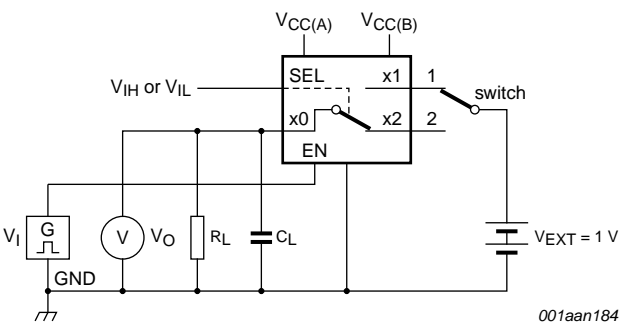 VCC(A) VCC(B)
SEL x1 1
VIH or VIL switch
x0 x2 2
EN
VI G V VO RL CL VEXT = 1 V
GND
001aan184